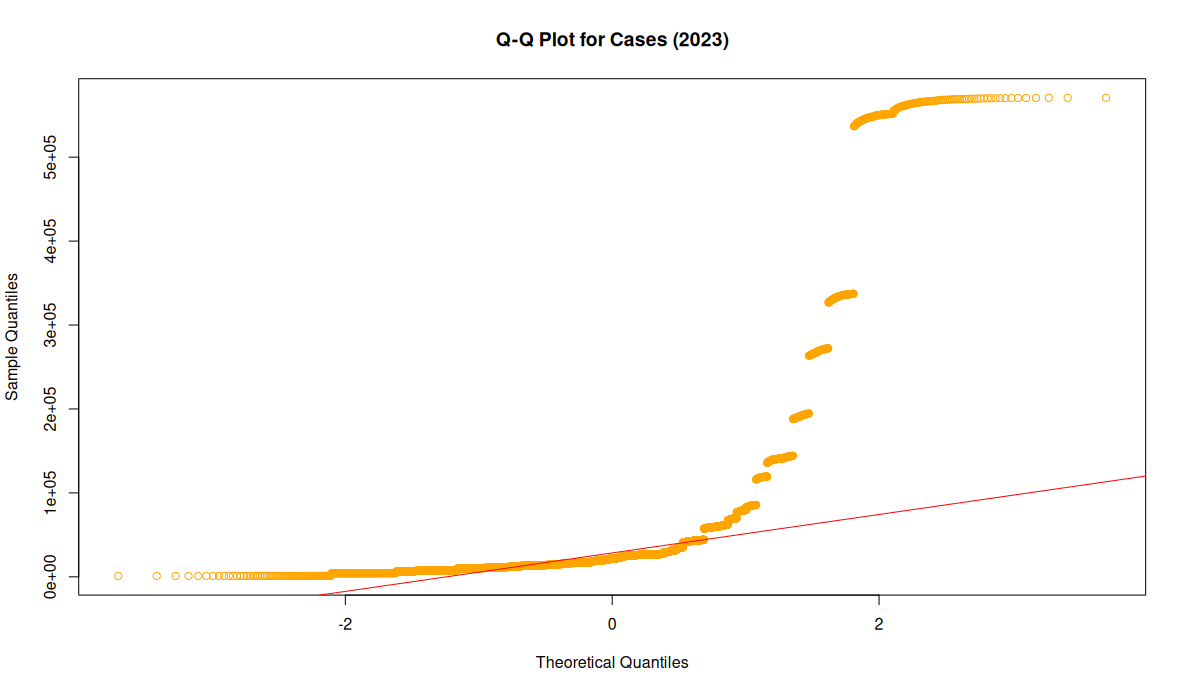 Q-Q Plot for Cases (2023)
Sample Quantiles
5e+05
4e+05
3e+05
2e+05
1e+05
0e+00
-2
0
2
Theoretical Quantiles